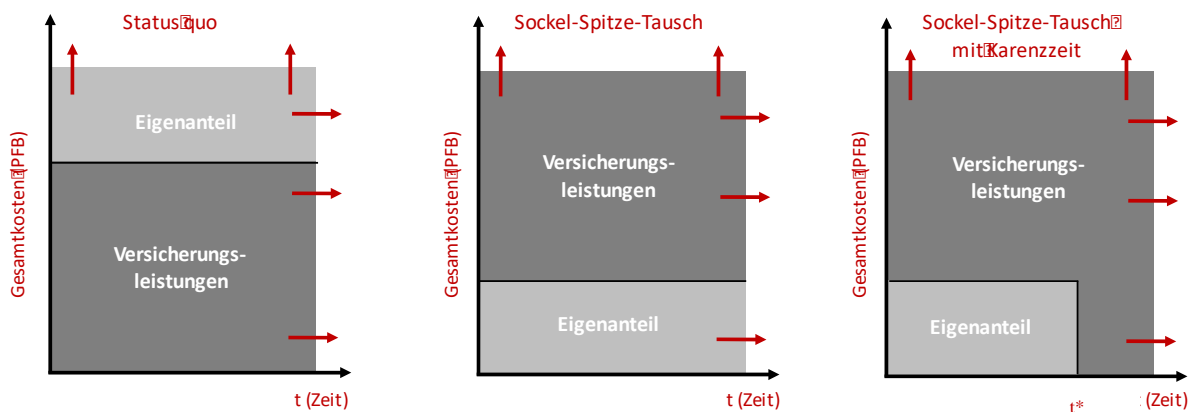 Status quo
Gesamtkosten (PFB)
Eigenanteil
Versicherungs-
leistungen
t (Zeit)
Sockel-Spitze-Tausch
Gesamtkosten (PFB)
Versicherungs-
leistungen
Eigenanteil
t (Zeit)
Sockel-Spitze-Tausch
mit Karenzzeit
Gesamtkosten (PFB)
Versicherungs-
leistungen
Eigenanteil
t*
(Zeit)